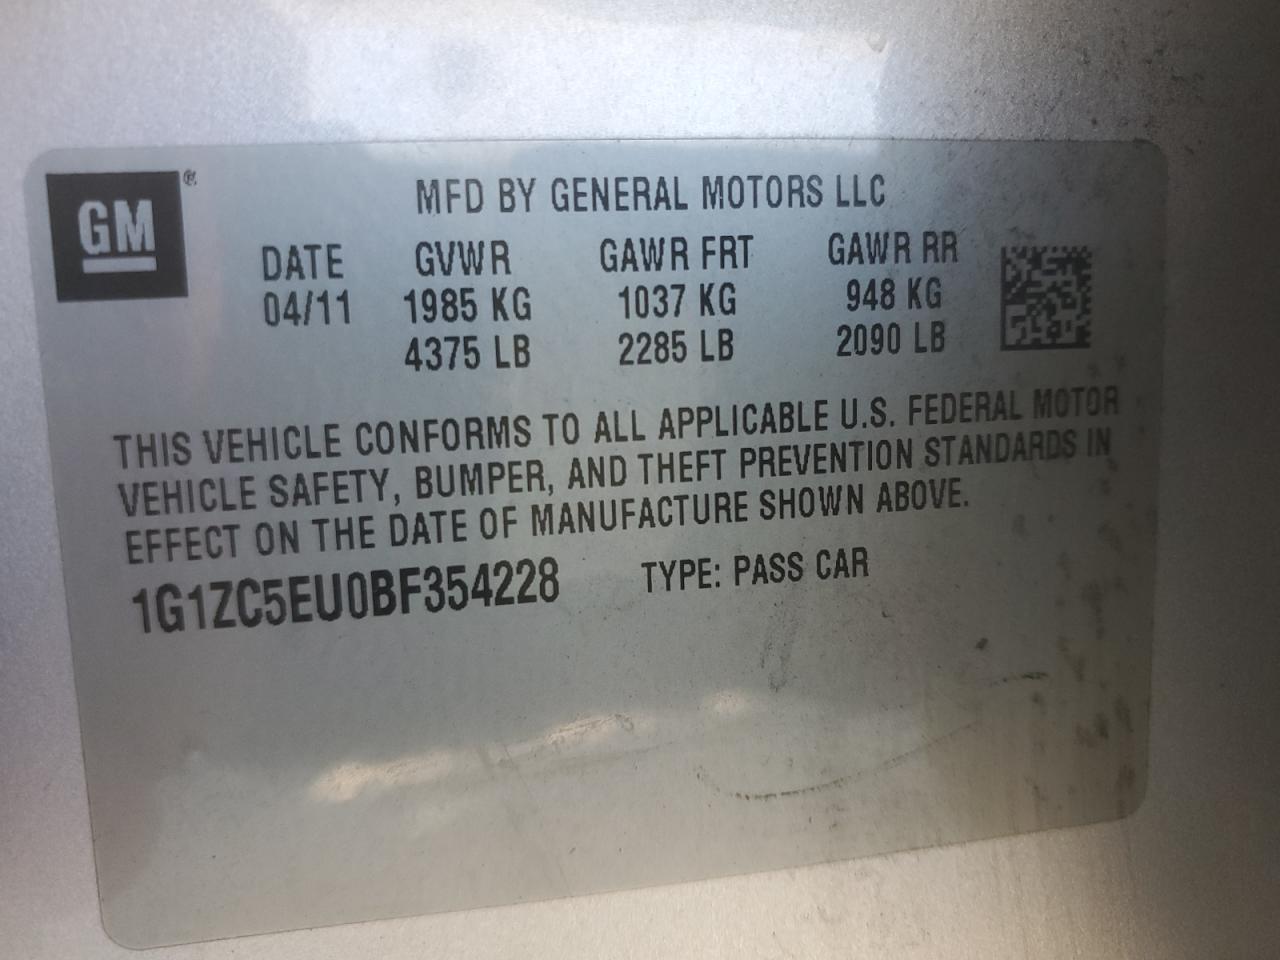 GM®
MFD BY GENERAL MOTORS LLC
DATE GVWR GAWR FRT GAWR RR
04/11 1985 KG 1037 KG 948 KG
4375 LB 2285 LB 2090 LB
THIS VEHICLE CONFORMS TO ALL APPLICABLE U.S. FEDERAL MOTOR
VEHICLE SAFETY, BUMPER, AND THEFT PREVENTION STANDARDS IN
EFFECT ON THE DATE OF MANUFACTURE SHOWN ABOVE.
1G1ZC5EU0BF354228 TYPE: PASS CAR